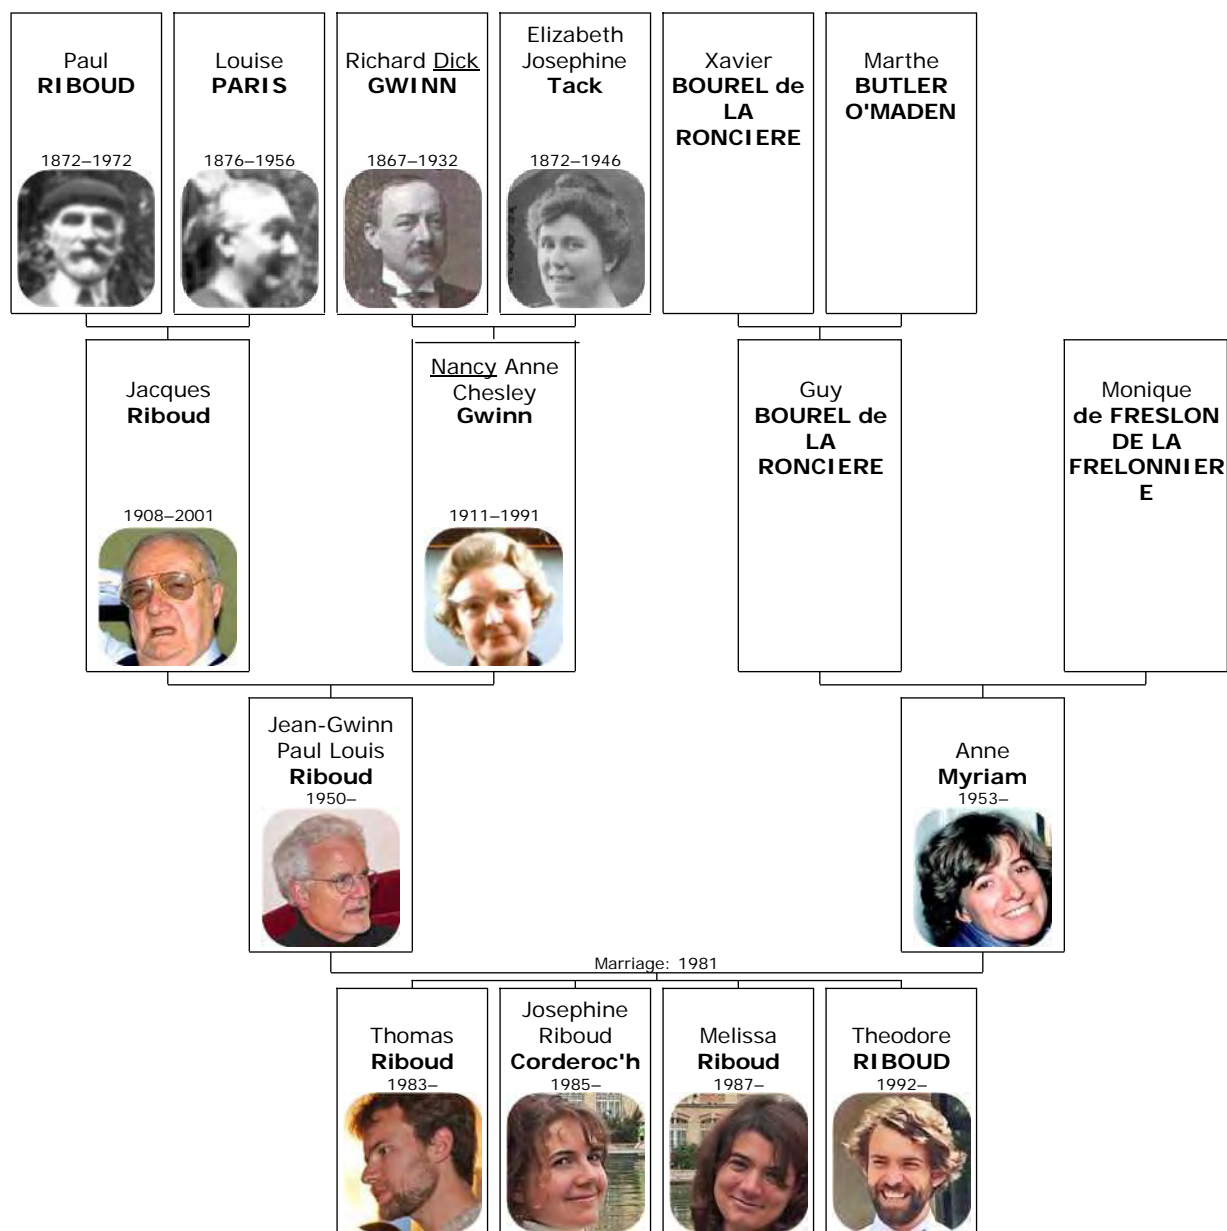 Paul
RIBOUD
1872–1972
Louise
PARIS
1876–1956
Richard Dick
GWINN
1867–1932
Elizabeth
Josephine
Tack
1872–1946
Xavier
BOUREL de
LA
RONCIERE
Marthe
BUTLER
O'MADEN
Jacques
Riboud
1908–2001
Nancy Anne
Chesley
Gwinn
1911–1991
Guy
BOUREL de
LA
RONCIERE
Monique
de FRESLON
DE LA
FRELONNIER
E
Jean-Gwinn
Paul Louis
Riboud
1950–
Anne
Myriam
1953–
Marriage: 1981
Thomas
Riboud
1983–
Josephine
Riboud
Corderoc'h
1985–
Melissa
Riboud
1987–
Theodore
RIBOUD
1992–